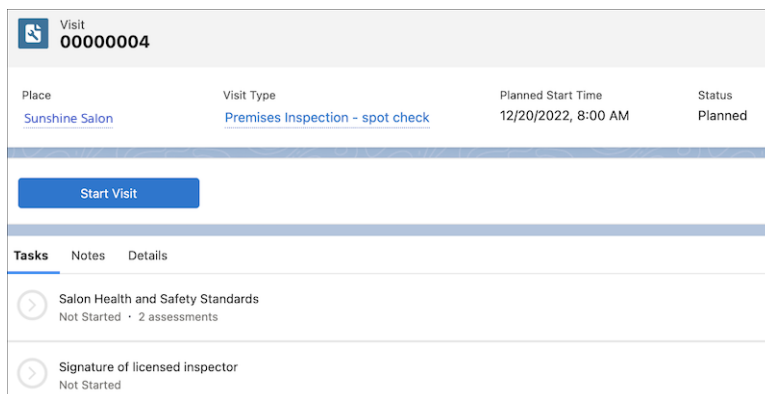 Visit
00000004
Place
Visit Type
Planned Start Time
Status
Sunshine Salon
Premises Inspection - spot check
12/20/2022, 8:00 AM
Planned
Start Visit
Tasks Notes Details
Salon Health and Safety Standards
Not Started • 2 assessments
Signature of licensed inspector
Not Started